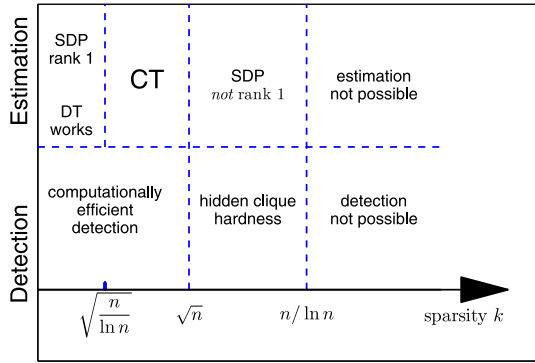 Estimation
SDP
rank 1
DT
works
CT
SDP
not rank 1
estimation
not possible
Detection
computationally
efficient
detection
hidden clique
hardness
detection
not possible
√(n/ln n)
√n
n/ ln n
sparsity k